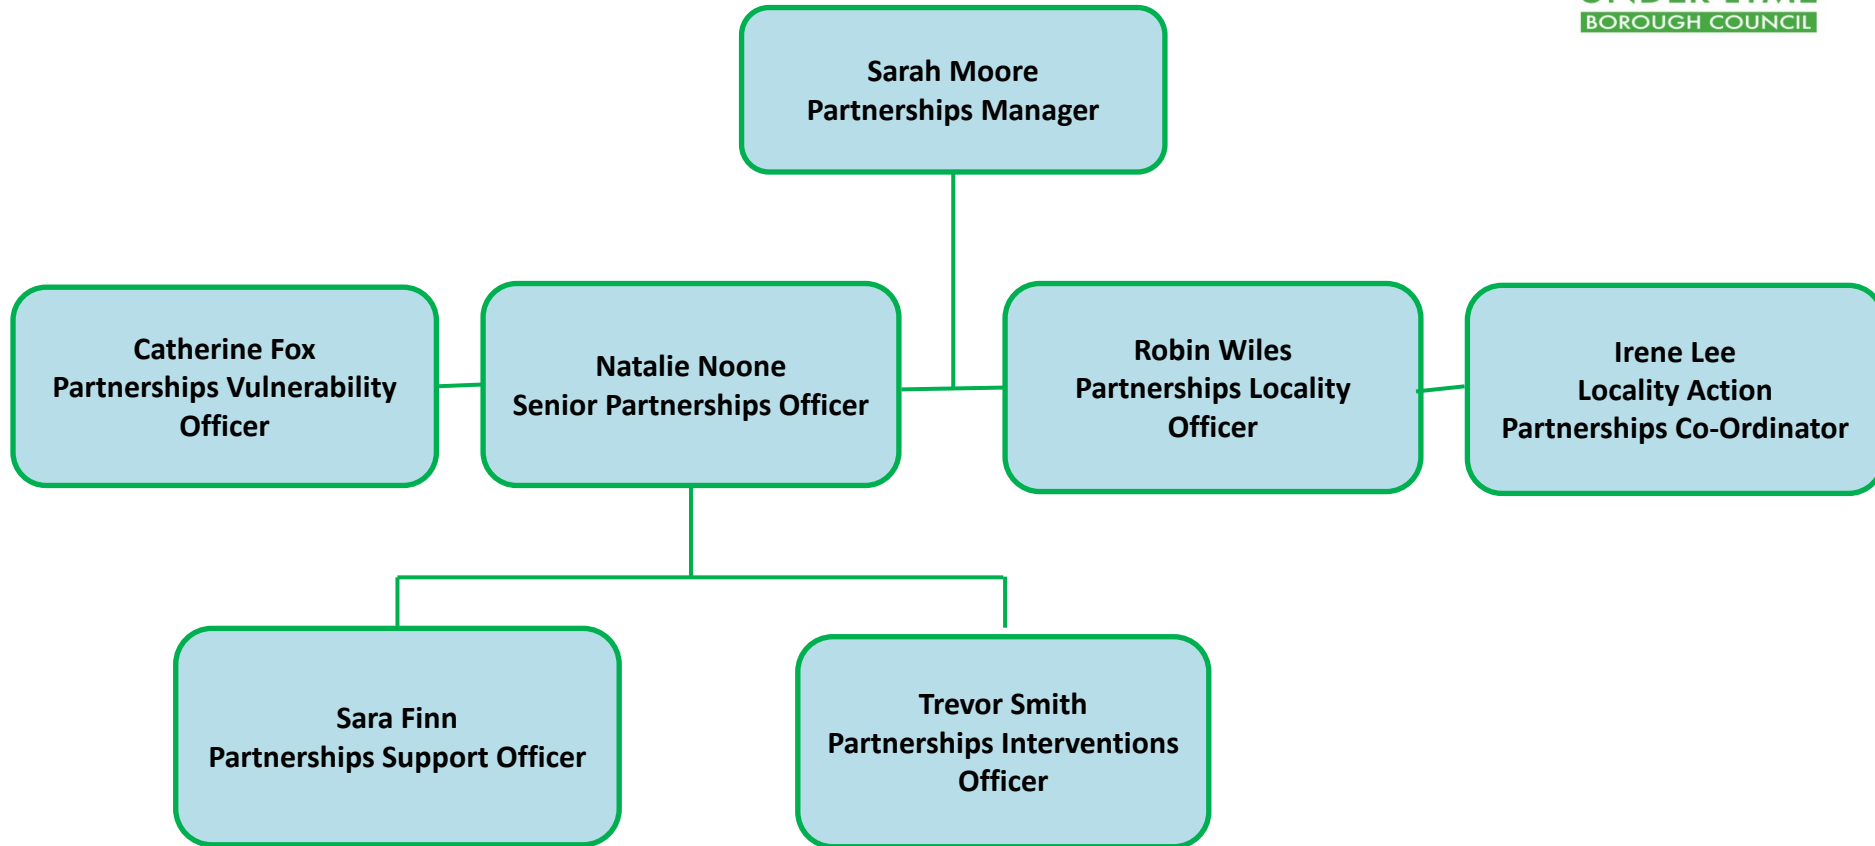 UNDER LYME
BOROUGH COUNCIL
Sarah Moore
Partnerships Manager
Catherine Fox
Partnerships Vulnerability
Officer
Natalie Noone
Senior Partnerships Officer
Robin Wiles
Partnerships Locality
Officer
Irene Lee
Locality Action
Partnerships Co-Ordinator
Sara Finn
Partnerships Support Officer
Trevor Smith
Partnerships Interventions
Officer